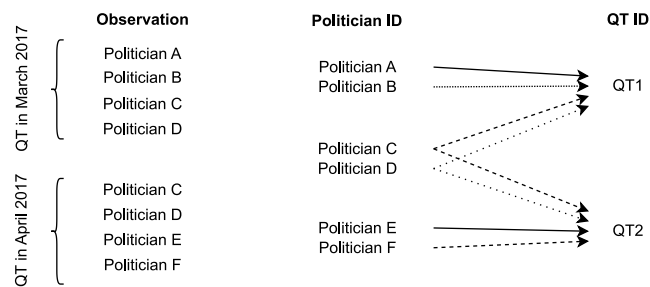 Observation
Politician ID
QT ID
QT in March 2017
Politician A
Politician B
Politician C
Politician D
QT in April 2017
Politician C
Politician D
Politician E
Politician F
Politician A
Politician B
Politician C
Politician D
Politician E
Politician F
QT1
QT2